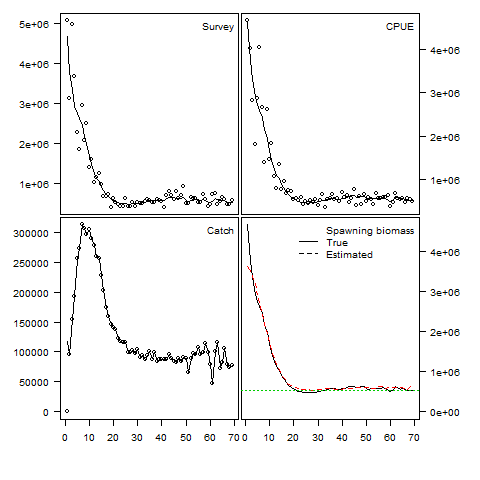 Survey
CPUE
5e+06
4e+06
3e+06
2e+06
1e+06
4e+06
3e+06
2e+06
1e+06
Catch
Spawning biomass
True
Estimated
300000
250000
200000
150000
100000
50000
0
4e+06
3e+06
2e+06
1e+06
0e+00
0 10 20 30 40 50 60 70
0 10 20 30 40 50 60 70